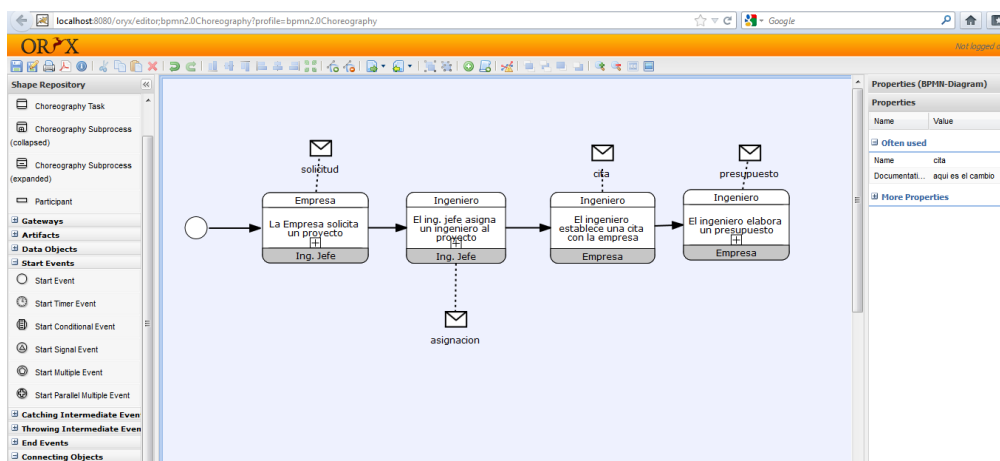 localhost:8080/oryx/editor;bpmn2.0Choreography?profile=bpmn2.0Choreography
Google
ORYX
Not logged o
Shape Repository
Choreography Task
Choreography Subprocess
(collapsed)
Choreography Subprocess
(expanded)
Participant
Gateways
Artifacts
Data Objects
Start Events
Start Event
Start Timer Event
Start Conditional Event
Start Signal Event
Start Multiple Event
Start Parallel Multiple Event
Catching Intermediate Even
Throwing Intermediate Even
End Events
Connecting Objects
solicitud
Empresa
La Empresa solicita
un proyecto
Ing. Jefe
Ingeniero
El ing. jefe asigna
un ingeniero al
proyecto
Ing. Jefe
asignacion
cita
Ingeniero
El ingeniero
establece una cita
con la empresa
Empresa
presupuesto
Ingeniero
El ingeniero elabora
un presupuesto
Empresa
Properties (BPMN-Diagram)
Properties
Name Value
Often used
Name cita
Documentati... aqui es el cambio
More Properties